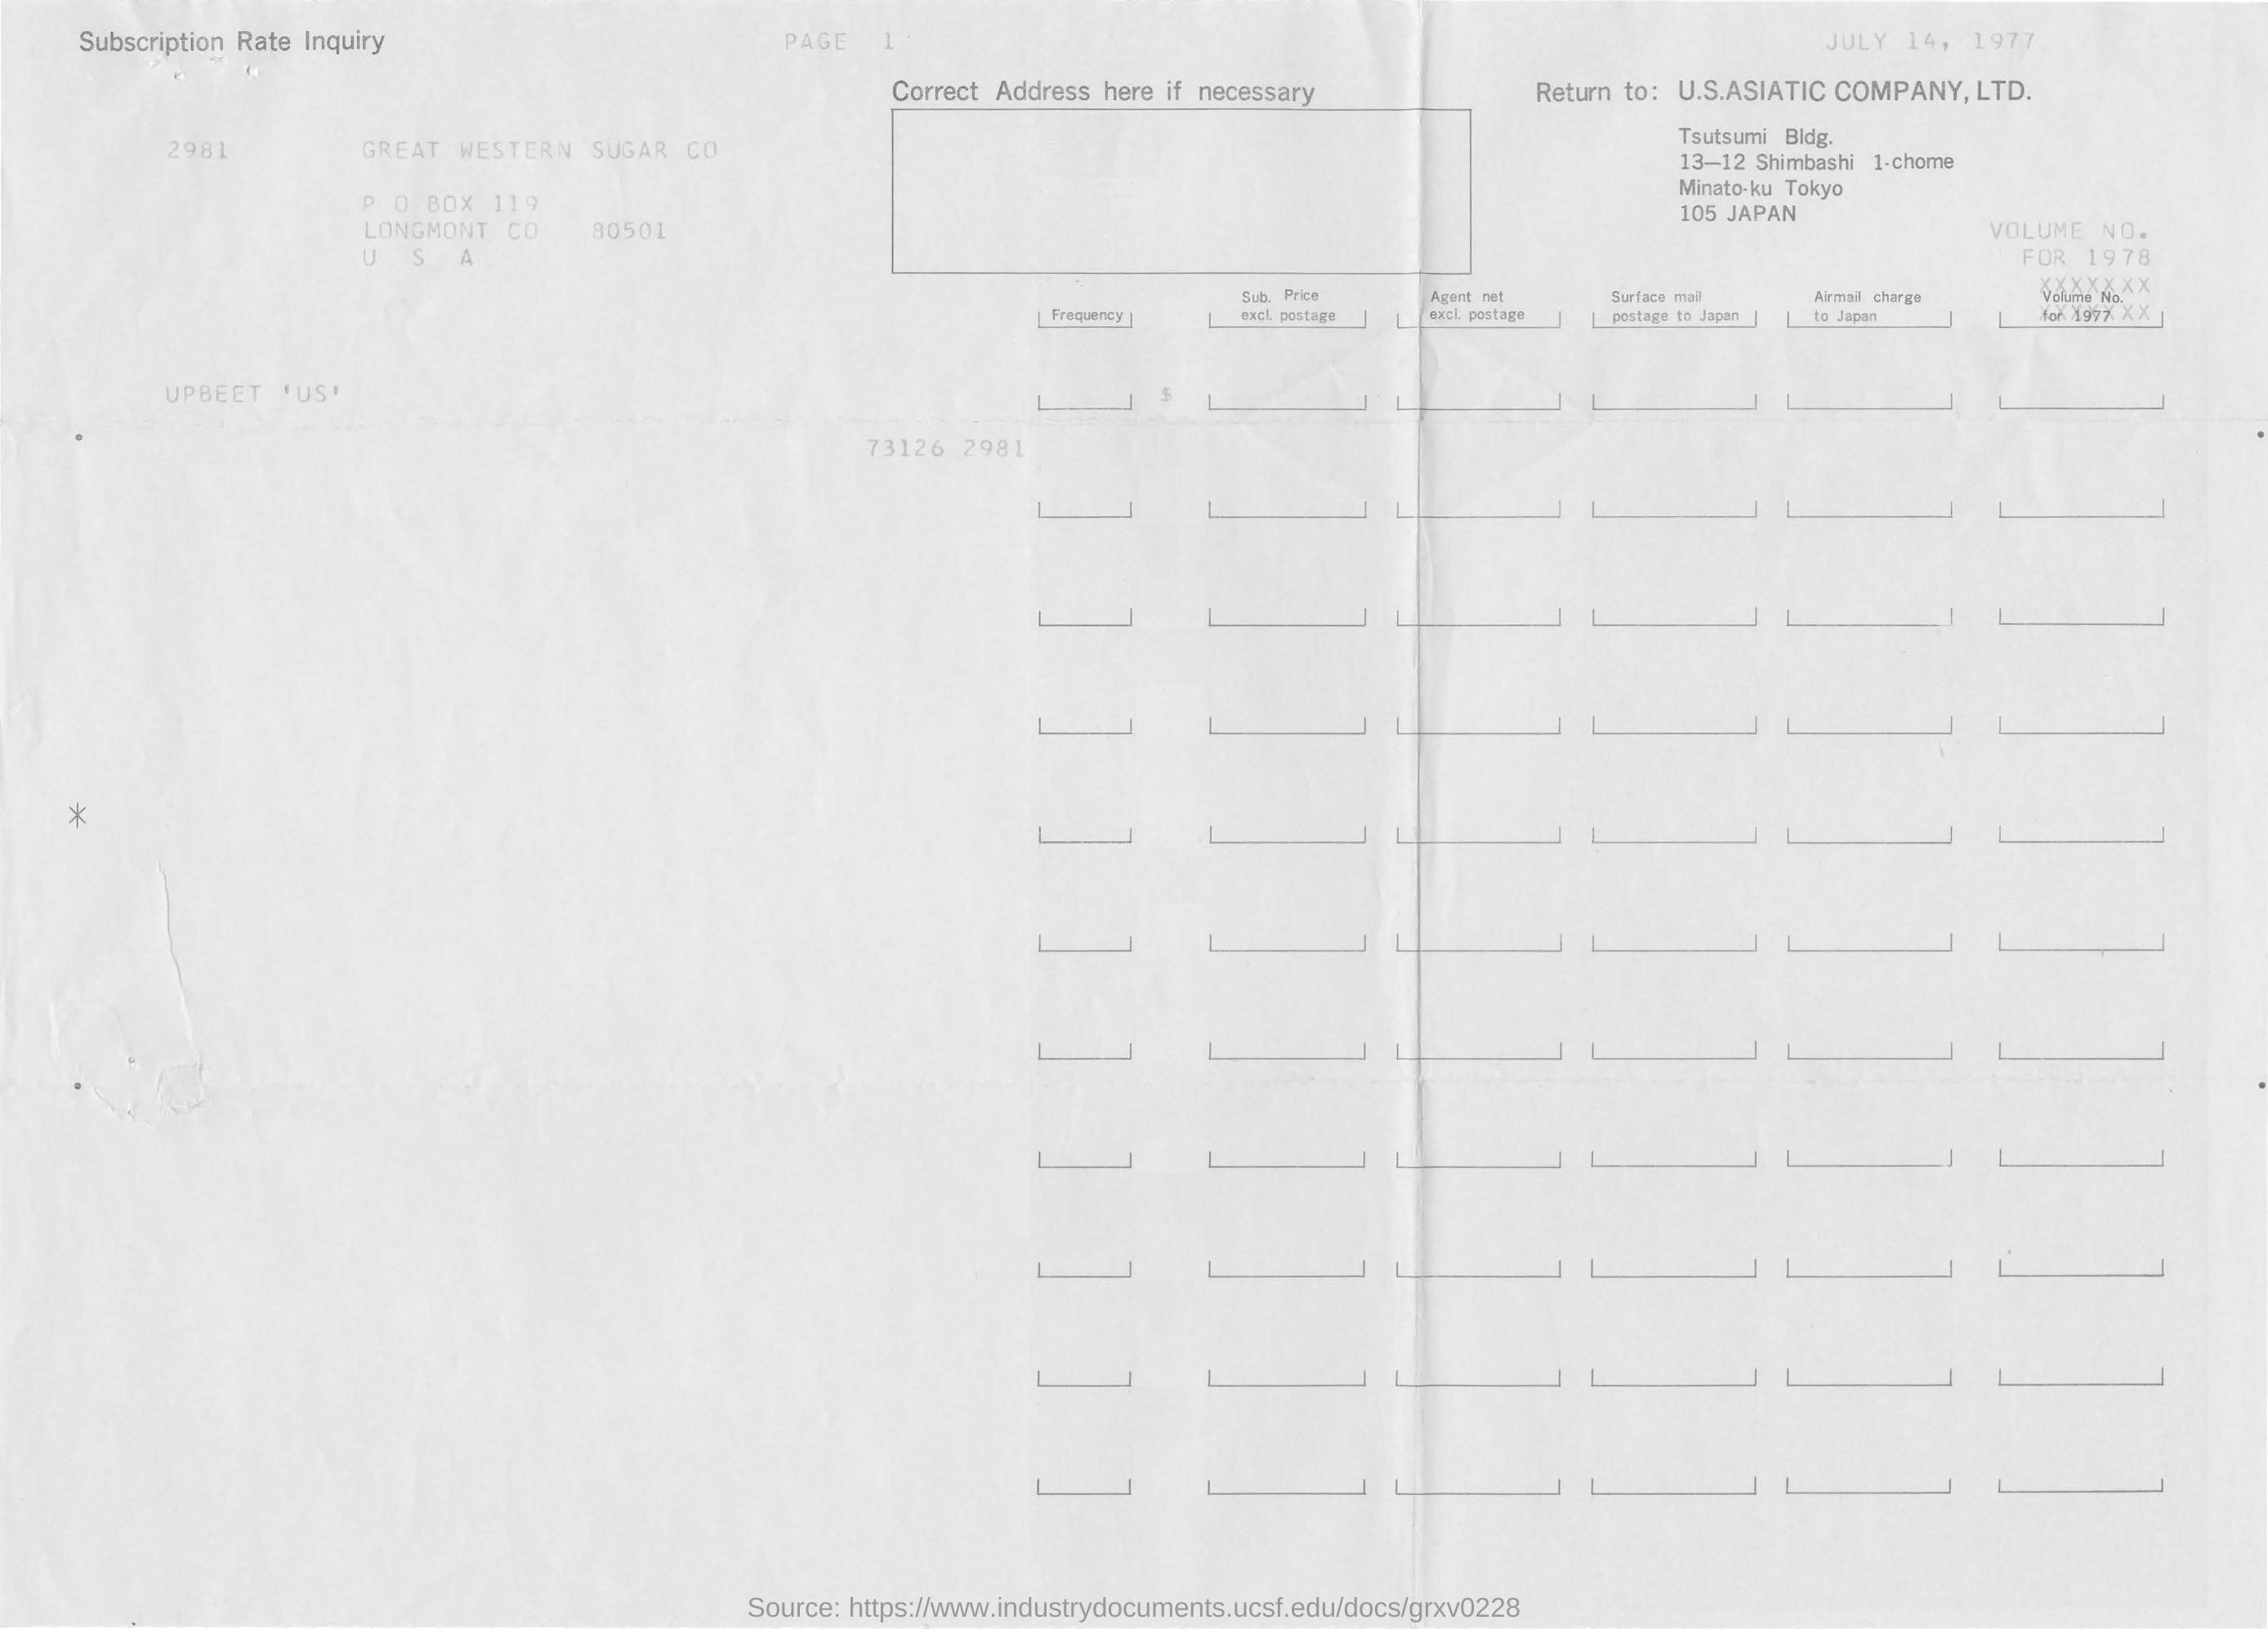 Subscription Rate Inquiry
PAGE 1
JULY 14, 1977
Correct Address here if necessary
Return to: U.S.ASIATIC COMPANY, LTD.
Tsutsumi Bldg.
13—12 Shimbashi 1-chome
Minato-ku Tokyo
105 JAPAN
2981 GREAT WESTERN SUGAR CO
P O BOX 119
LONGMONT CO 80501
U S A
VOLUME NO.
FOR 1978
XXXXXXX
Frequency
Sub. Price
excl. postage
Agent net
excl. postage
Surface mail
postage to Japan
Airmail charge
to Japan
Volume No.
for 1977 XX
UPBEET 'US' $
73126 2981
*
Source: https://www.industrydocuments.ucsf.edu/docs/grxv0228